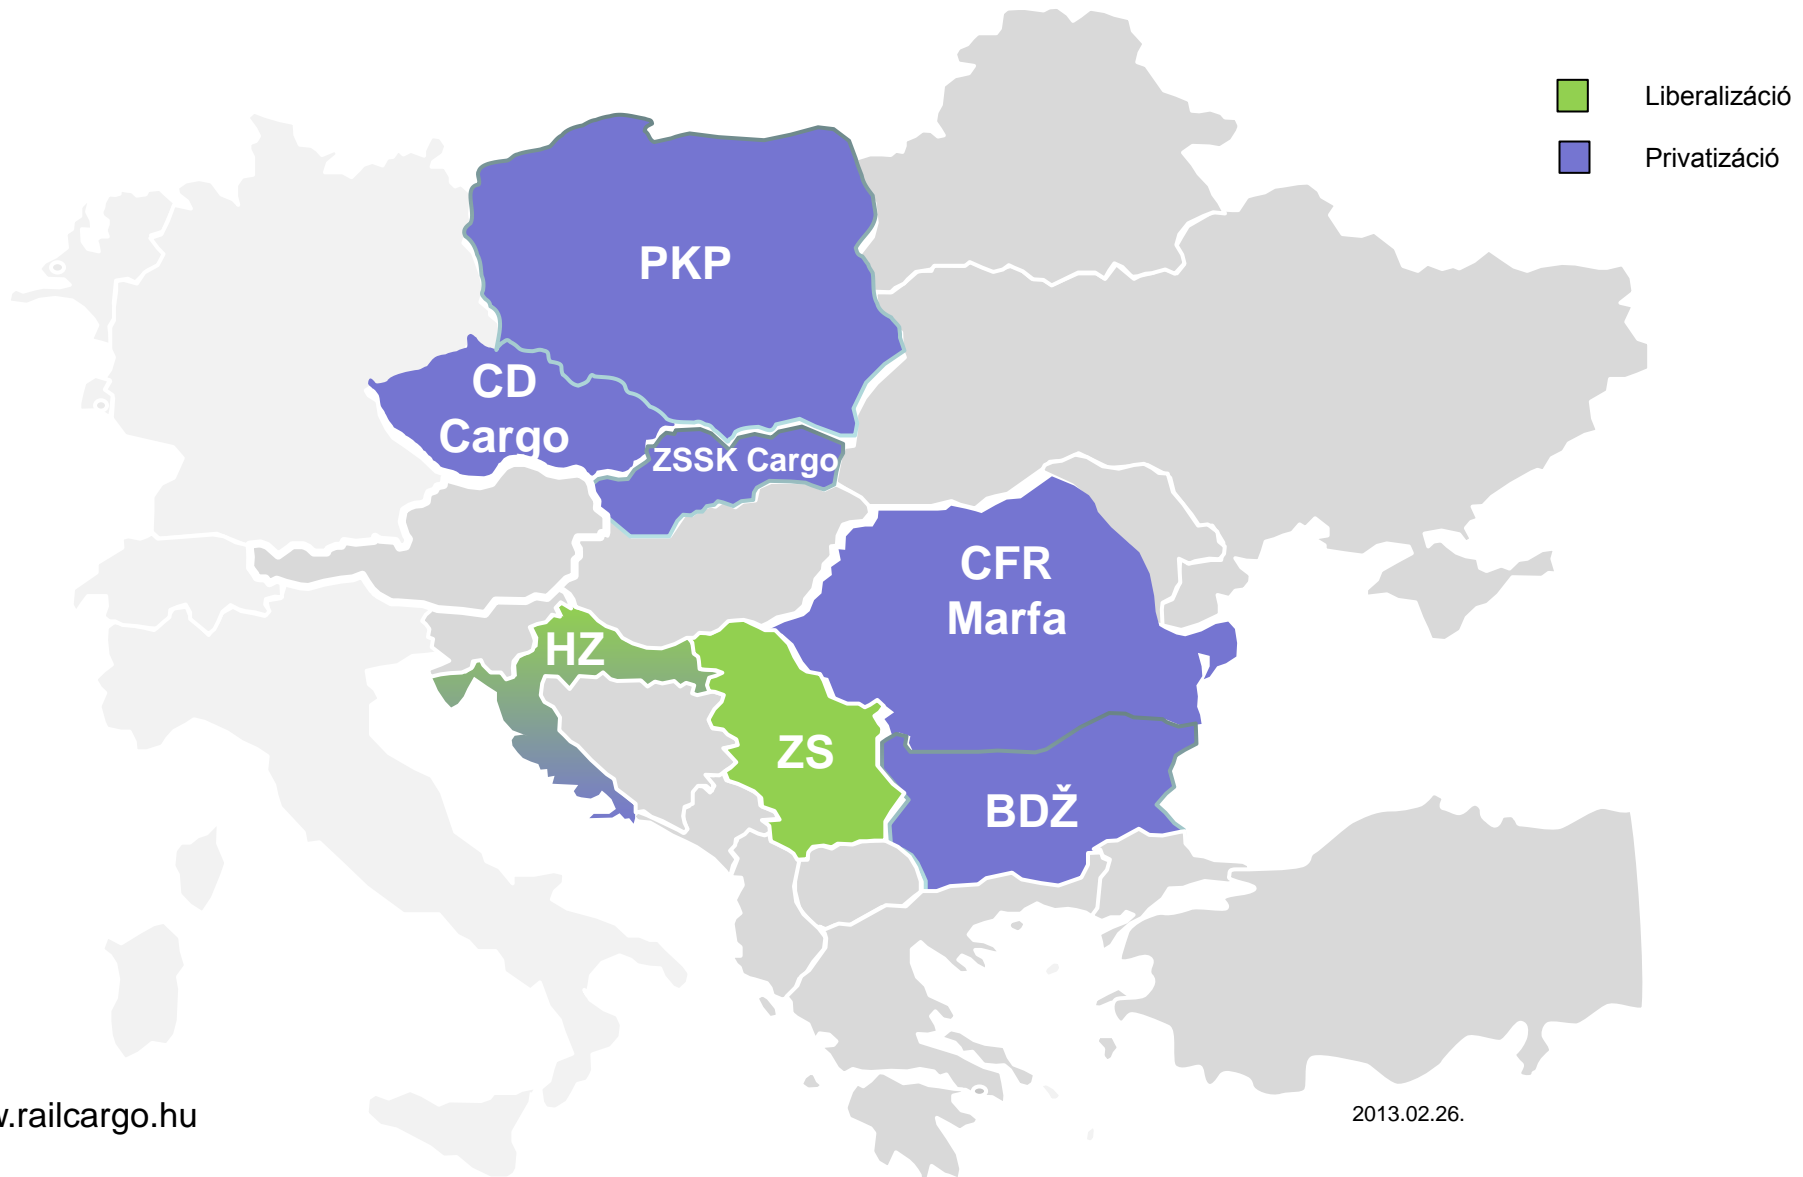 Liberalizáció
Privatizáció
PKP
CD
Cargo
ZSSK Cargo
CFR
Marfa
HZ
ZS
BDŽ
w.railcargo.hu
2013.02.26.